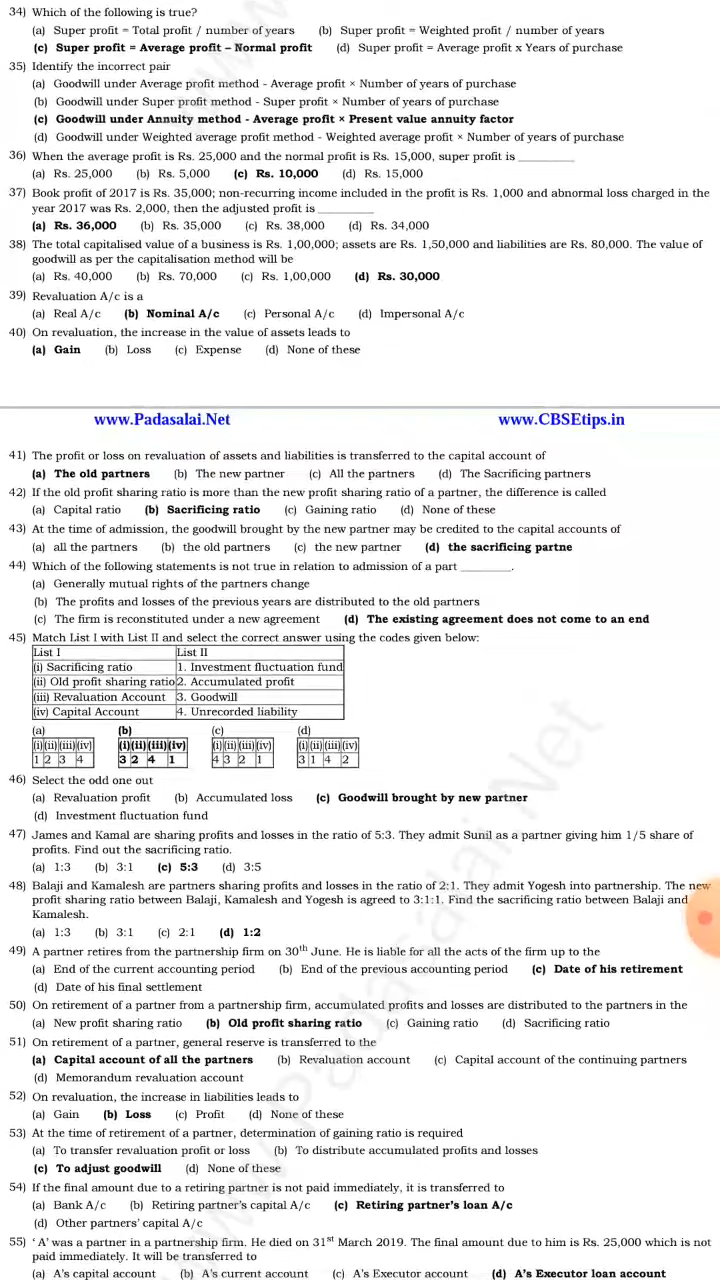 34) Which of the following is true?
(a) Super profit = Total profit / number of years (b) Super profit = Weighted profit / number of years
(c) Super profit = Average profit – Normal profit (d) Super profit = Average profit x Years of purchase
35) Identify the incorrect pair
(a) Goodwill under Average profit method - Average profit × Number of years of purchase
(b) Goodwill under Super profit method - Super profit × Number of years of purchase
(c) Goodwill under Annuity method - Average profit × Present value annuity factor
(d) Goodwill under Weighted average profit method - Weighted average profit × Number of years of purchase
36) When the average profit is Rs. 25,000 and the normal profit is Rs. 15,000, super profit is __________
(a) Rs. 25,000 (b) Rs. 5,000 (c) Rs. 10,000 (d) Rs. 15,000
37) Book profit of 2017 is Rs. 35,000; non-recurring income included in the profit is Rs. 1,000 and abnormal loss charged in the
year 2017 was Rs. 2,000, then the adjusted profit is __________
(a) Rs. 36,000 (b) Rs. 35,000 (c) Rs. 38,000 (d) Rs. 34,000
38) The total capitalised value of a business is Rs. 1,00,000; assets are Rs. 1,50,000 and liabilities are Rs. 80,000. The value of
goodwill as per the capitalisation method will be
(a) Rs. 40,000 (b) Rs. 70,000 (c) Rs. 1,00,000 (d) Rs. 30,000
39) Revaluation A/c is a
(a) Real A/c (b) Nominal A/c (c) Personal A/c (d) Impersonal A/c
40) On revaluation, the increase in the value of assets leads to
(a) Gain (b) Loss (c) Expense (d) None of these
www.Padasalai.Net www.CBSEtips.in
41) The profit or loss on revaluation of assets and liabilities is transferred to the capital account of
(a) The old partners (b) The new partner (c) All the partners (d) The Sacrificing partners
42) If the old profit sharing ratio is more than the new profit sharing ratio of a partner, the difference is called
(a) Capital ratio (b) Sacrificing ratio (c) Gaining ratio (d) None of these
43) At the time of admission, the goodwill brought by the new partner may be credited to the capital accounts of
(a) all the partners (b) the old partners (c) the new partner (d) the sacrificing partne
44) Which of the following statements is not true in relation to admission of a part _________.
(a) Generally mutual rights of the partners change
(b) The profits and losses of the previous years are distributed to the old partners
(c) The firm is reconstituted under a new agreement (d) The existing agreement does not come to an end
45) Match List I with List II and select the correct answer using the codes given below:
List I List II
(i) Sacrificing ratio 1. Investment fluctuation fund
(ii) Old profit sharing ratio 2. Accumulated profit
(iii) Revaluation Account 3. Goodwill
(iv) Capital Account 4. Unrecorded liability
(a) (b) (c) (d)
(i) (ii) (iii) (iv) (i) (ii) (iii) (iv) (i) (ii) (iii) (iv) (i) (ii) (iii) (iv)
1 2 3 4 3 2 4 1 4 3 2 1 3 1 4 2
46) Select the odd one out
(a) Revaluation profit (b) Accumulated loss (c) Goodwill brought by new partner
(d) Investment fluctuation fund
47) James and Kamal are sharing profits and losses in the ratio of 5:3. They admit Sunil as a partner giving him 1/5 share of
profits. Find out the sacrificing ratio.
(a) 1:3 (b) 3:1 (c) 5:3 (d) 3:5
48) Balaji and Kamalesh are partners sharing profits and losses in the ratio of 2:1. They admit Yogesh into partnership. The new
profit sharing ratio between Balaji, Kamalesh and Yogesh is agreed to 3:1:1. Find the sacrificing ratio between Balaji and
Kamalesh.
(a) 1:3 (b) 3:1 (c) 2:1 (d) 1:2
49) A partner retires from the partnership firm on 30th June. He is liable for all the acts of the firm up to the
(a) End of the current accounting period (b) End of the previous accounting period (c) Date of his retirement
(d) Date of his final settlement
50) On retirement of a partner from a partnership firm, accumulated profits and losses are distributed to the partners in the
(a) New profit sharing ratio (b) Old profit sharing ratio (c) Gaining ratio (d) Sacrificing ratio
51) On retirement of a partner, general reserve is transferred to the
(a) Capital account of all the partners (b) Revaluation account (c) Capital account of the continuing partners
(d) Memorandum revaluation account
52) On revaluation, the increase in liabilities leads to
(a) Gain (b) Loss (c) Profit (d) None of these
53) At the time of retirement of a partner, determination of gaining ratio is required
(a) To transfer revaluation profit or loss (b) To distribute accumulated profits and losses
(c) To adjust goodwill (d) None of these
54) If the final amount due to a retiring partner is not paid immediately, it is transferred to
(a) Bank A/c (b) Retiring partner's capital A/c (c) Retiring partner's loan A/c
(d) Other partners' capital A/c
55) ' A' was a partner in a partnership firm. He died on 31st March 2019. The final amount due to him is Rs. 25,000 which is not
paid immediately. It will be transferred to
(a) A's capital account (b) A's current account (c) A's Executor account (d) A's Executor loan account